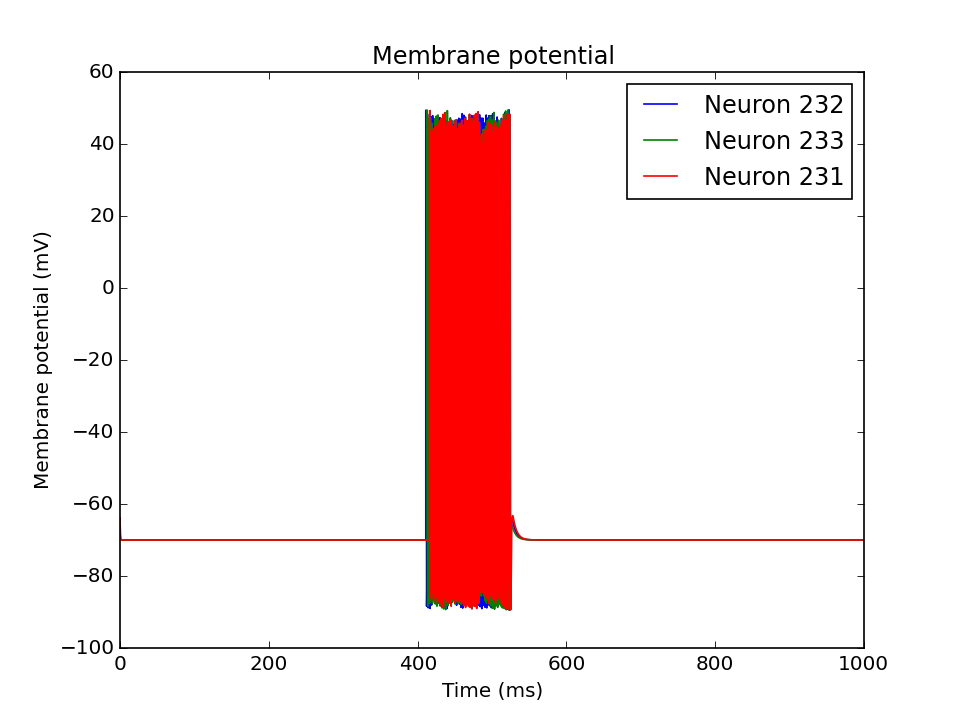 Membrane potential
60
40
20
0
−20
−40
−60
−80
−100
Membrane potential (mV)
Neuron 232
Neuron 233
Neuron 231
0 200 400 600 800 1000
Time (ms)